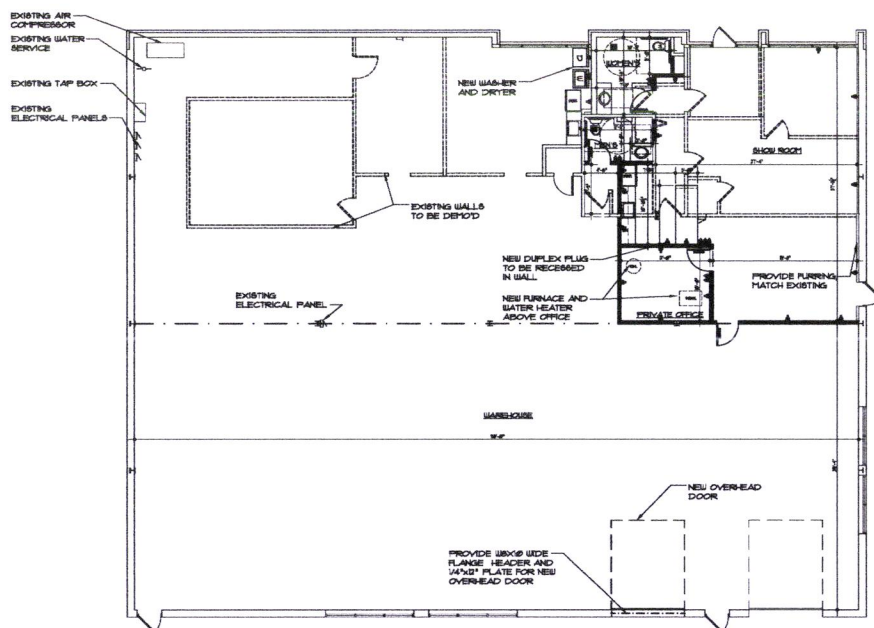 EXISTING AIR
COMPRESSOR
EXISTING WATER
SERVICE
EXISTING TAP BOX
EXISTING
ELECTRICAL PANELS
NEW WASHER
AND DRYER
WOMEN'S
MEN'S
SHOW ROOM
EXISTING WALLS
TO BE DEMO'D
NEW DUPLEX PLUG
TO BE RECESSED
IN WALL
PROVIDE FURRING
MATCH EXISTING
EXISTING
ELECTRICAL PANEL
NEW FURNACE AND
WATER HEATER
ABOVE OFFICE
PRIVATE OFFICE
WAREHOUSE
NEW OVERHEAD
DOOR
PROVIDE W8X18 WIDE
FLANGE HEADER AND
1/4"x12" PLATE FOR NEW
OVERHEAD DOOR